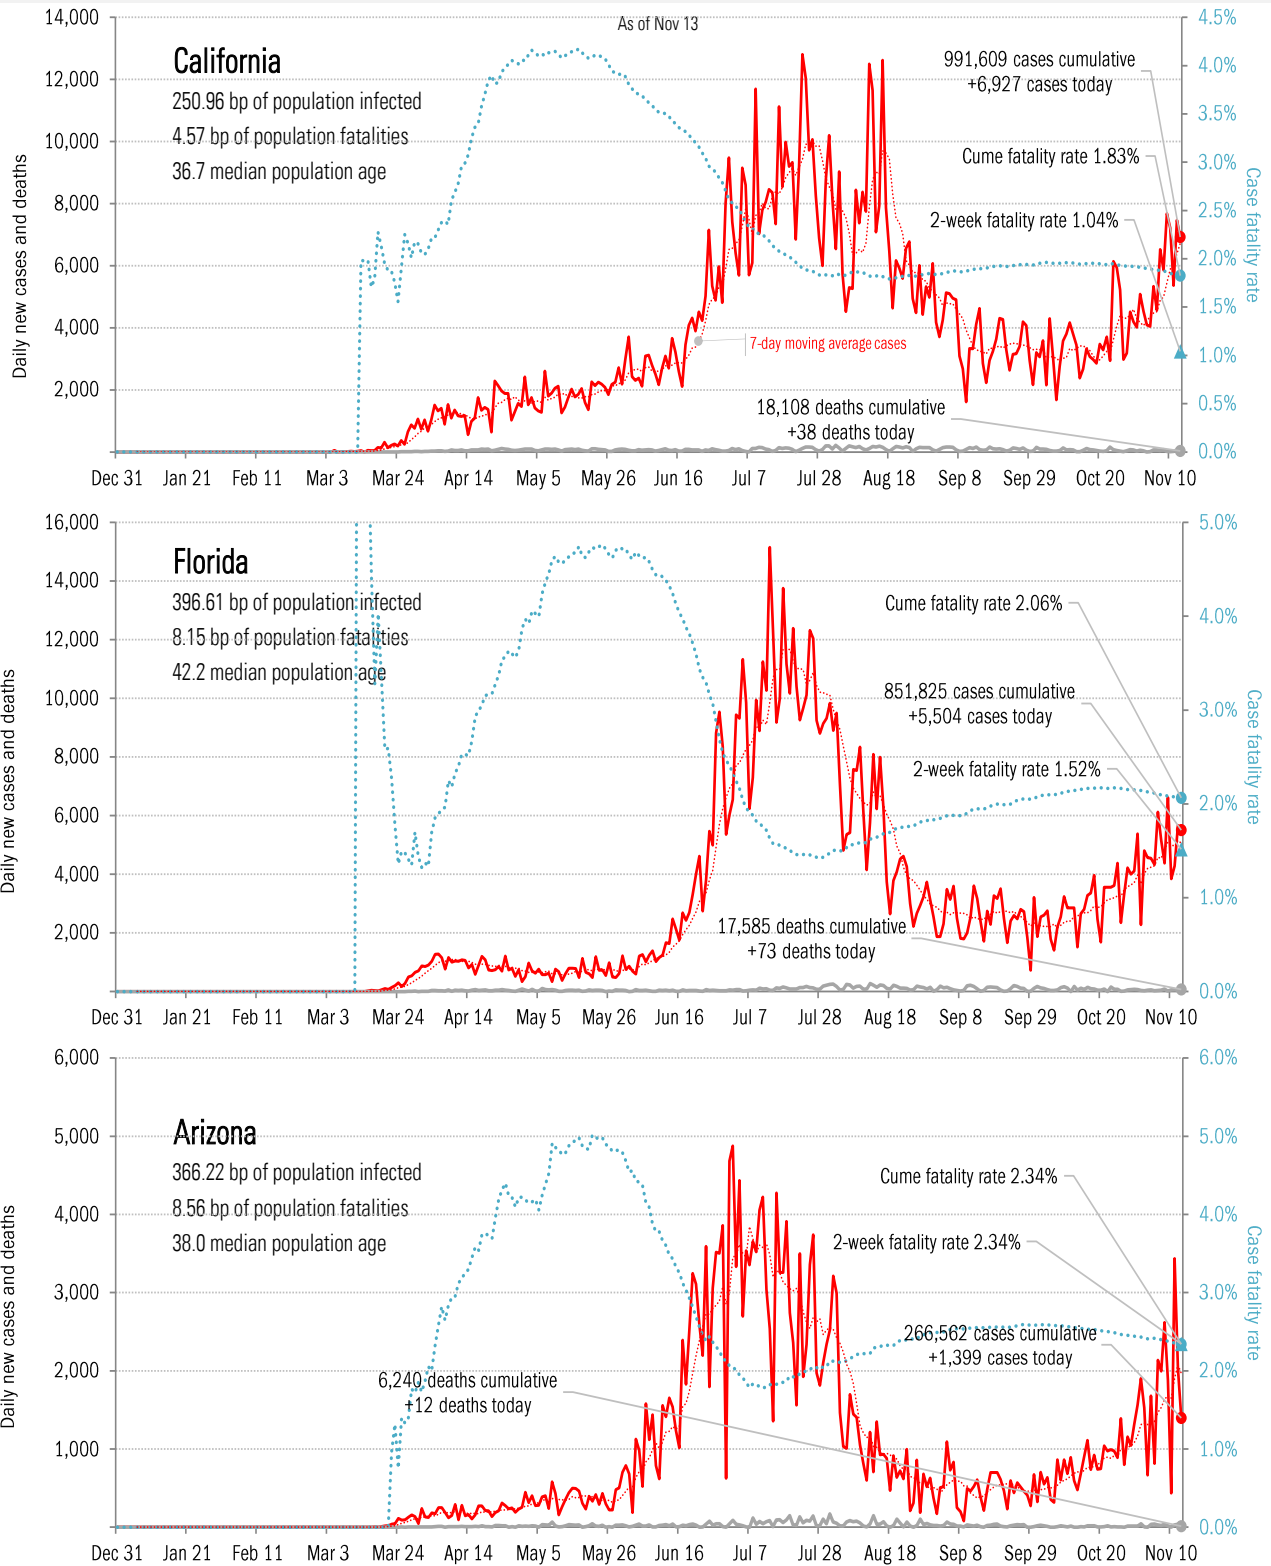 As of Nov 13
14,000
12,000
10,000
8,000
6,000
4,000
2,000
Daily new cases and deaths
California
250.96 bp of population infected
4.57 bp of population fatalities
36.7 median population age
991,609 cases cumulative
+6,927 cases today
Cume fatality rate 1.83%
2-week fatality rate 1.04%
7-day moving average cases
18,108 deaths cumulative
+38 deaths today
4.5%
4.0%
3.5%
3.0%
2.5%
2.0%
1.5%
1.0%
0.5%
0.0%
Case fatality rate
Dec 31 Jan 21 Feb 11 Mar 3 Mar 24 Apr 14 May 5 May 26 Jun 16 Jul 7 Jul 28 Aug 18 Sep 8 Sep 29 Oct 20 Nov 10
16,000
14,000
12,000
10,000
8,000
6,000
4,000
2,000
Daily new cases and deaths
Florida
396.61 bp of population infected
8.15 bp of population fatalities
42.2 median population age
Cume fatality rate 2.06%
851,825 cases cumulative
+5,504 cases today
2-week fatality rate 1.52%
17,585 deaths cumulative
+73 deaths today
5.0%
4.0%
3.0%
2.0%
1.0%
0.0%
Case fatality rate
Dec 31 Jan 21 Feb 11 Mar 3 Mar 24 Apr 14 May 5 May 26 Jun 16 Jul 7 Jul 28 Aug 18 Sep 8 Sep 29 Oct 20 Nov 10
6,000
5,000
4,000
3,000
2,000
1,000
Daily new cases and deaths
Arizona
366.22 bp of population infected
8.56 bp of population fatalities
38.0 median population age
Cume fatality rate 2.34%
2-week fatality rate 2.34%
266,562 cases cumulative
+1,399 cases today
6,240 deaths cumulative
+12 deaths today
6.0%
5.0%
4.0%
3.0%
2.0%
1.0%
0.0%
Case fatality rate
Dec 31 Jan 21 Feb 11 Mar 3 Mar 24 Apr 14 May 5 May 26 Jun 16 Jul 7 Jul 28 Aug 18 Sep 8 Sep 29 Oct 20 Nov 10